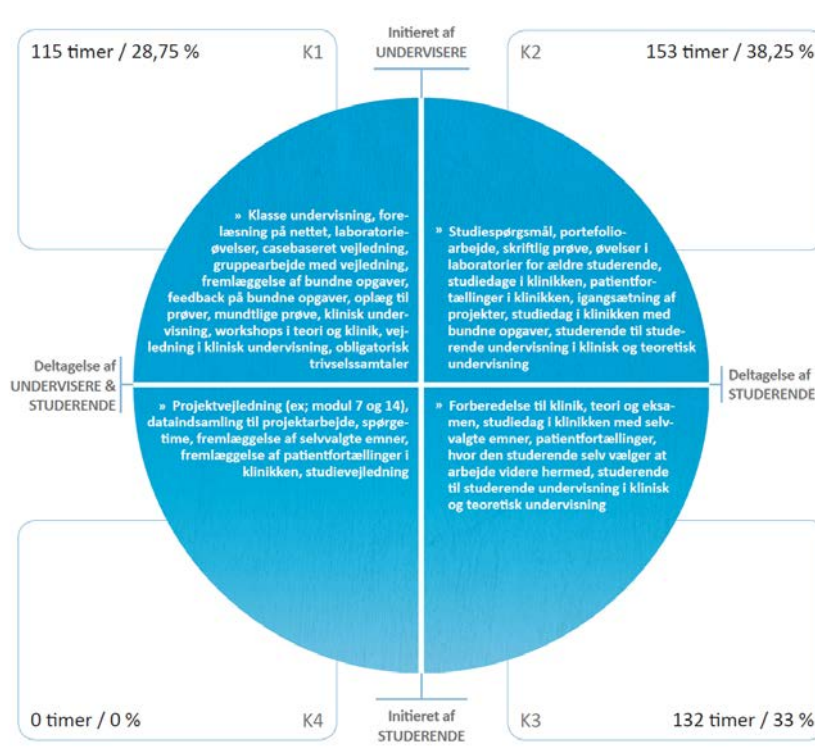 Initieret af
UNDERVISERE
115 timer / 28,75 %
K1
K2
153 timer / 38,25 %
» Klasse undervisning, fore-
læsning på nettet, laboratorie-
øvelser, casebaseret vejledning,
gruppearbejde med vejledning,
fremlæggelse af bundne opgaver,
feedback på bundne opgaver, oplæg til
prøver, mundtlige prøve, klinisk under-
visning, workshops i teori og klinik, vej-
ledning i klinisk undervisning, obligatorisk
trivselssamtaler
» Studiespørgsmål, portefolio-
arbejde, skriftlig prøve, øvelser i
laboratorier for ældre studerende,
studiedage i klinikken, patientfor-
tællinger i klinikken, igangsætning af
projekter, studiedag i klinikken med
bundne opgaver, studerende til stude-
rende undervisning i klinisk og teoretisk
undervisning
Deltagelse af
UNDERVISERE &
STUDERENDE
Deltagelse af
STUDERENDE
» Projektvejledning (ex; modul 7 og 14),
dataindsamling til projektarbejde, spørge-
time, fremlæggelse af selvvalgte emner,
fremlæggelse af patientfortællinger i
klinikken, studievejledning
» Forberedelse til klinik, teori og eksa-
men, studiedag i klinikken med selv-
valgte emner, patientfortællinger,
hvor den studerende selv vælger at
arbejde videre hermed, studerende
til studerende undervisning i klinisk
og teoretisk undervisning
0 timer / 0 %
K4
Initieret af
STUDERENDE
K3
132 timer / 33 %